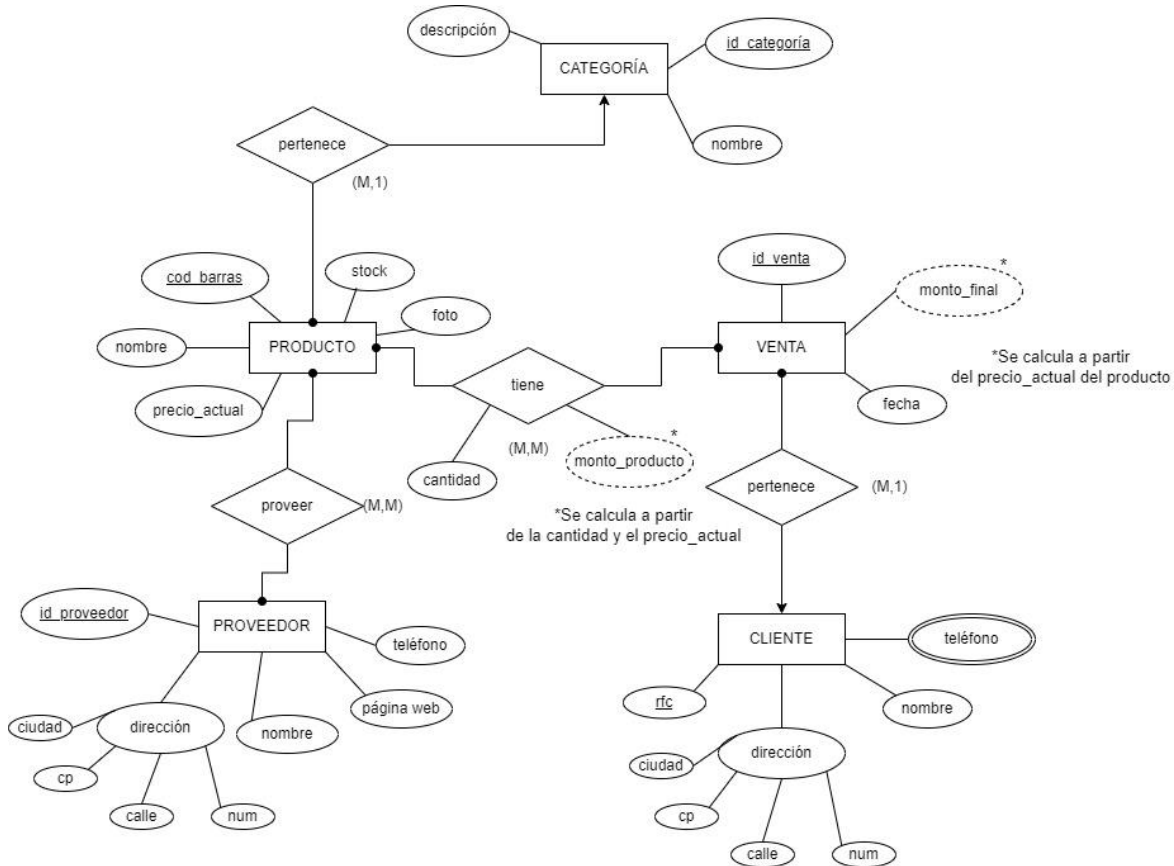 descripción
id_categoría
CATEGORÍA
nombre
pertenece
(M,1)
cod_barras
stock
foto
nombre
PRODUCTO
precio_actual
id_venta
*
monto_final
VENTA
*Se calcula a partir
del precio_actual del producto
fecha
tiene
(M,M)
cantidad
*
monto_producto
*Se calcula a partir
de la cantidad y el precio_actual
pertenece
(M,1)
proveer
(M,M)
id_proveedor
PROVEEDOR
teléfono
página web
nombre
dirección
ciudad
cp
calle
num
CLIENTE
teléfono
rfc
nombre
dirección
ciudad
cp
calle
num